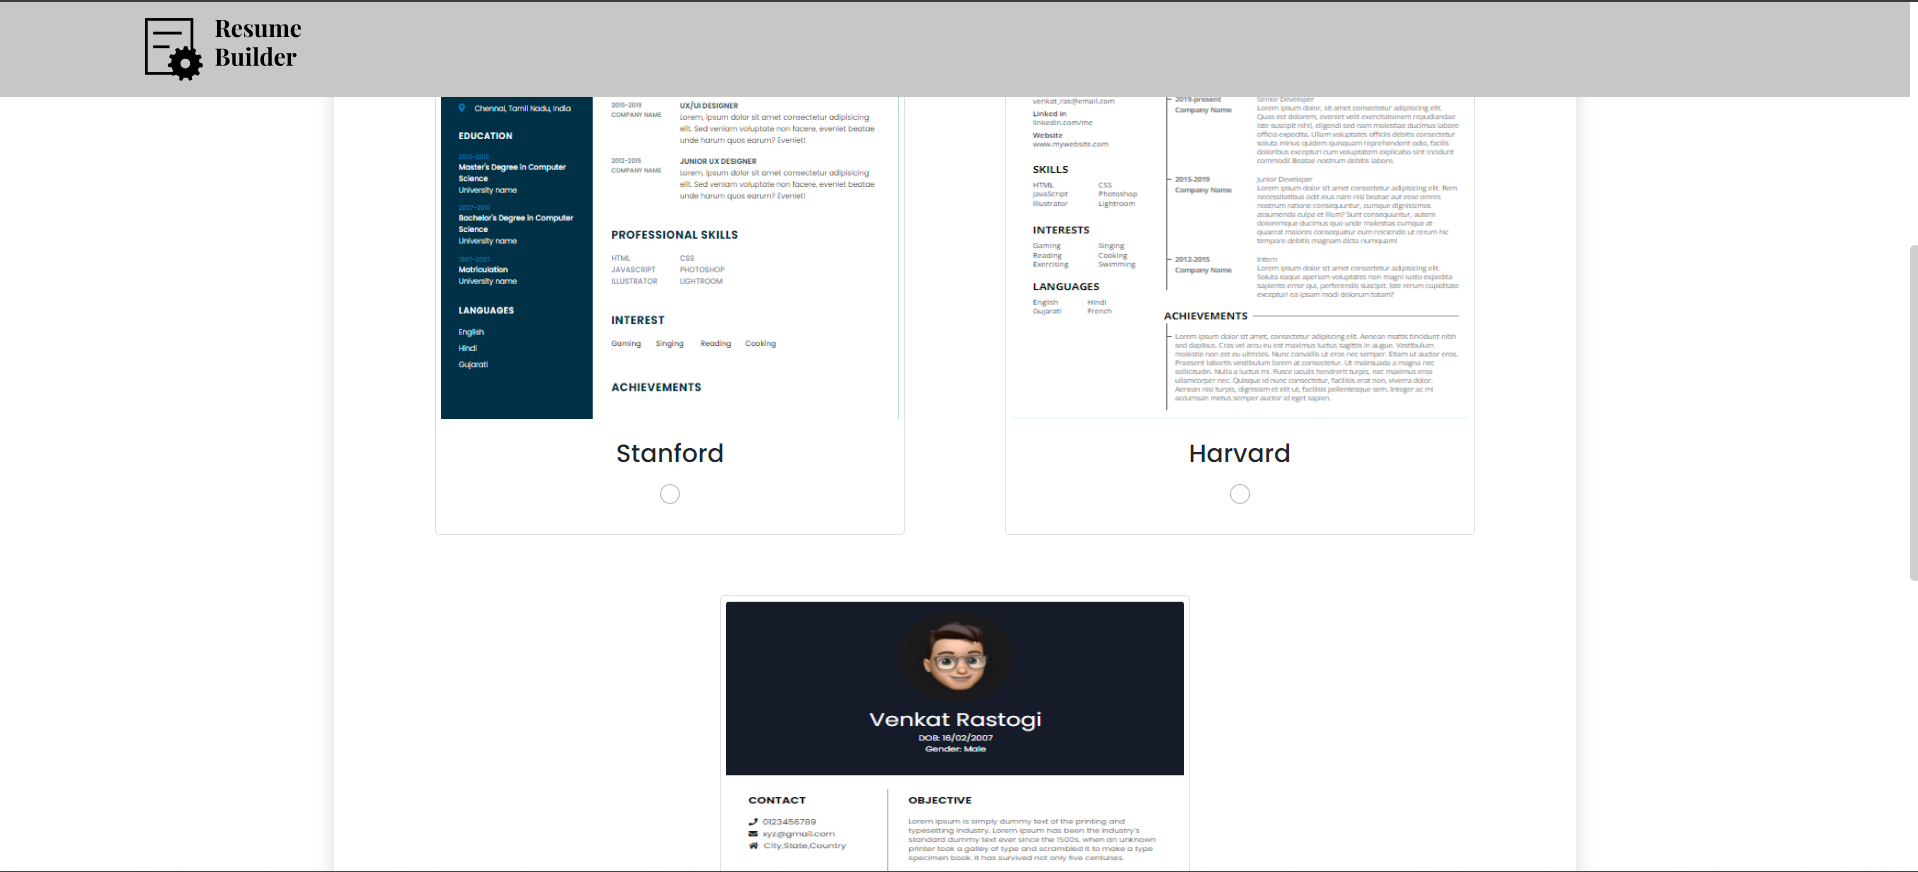 Resume
Builder
Chennai, Tamil Nadu, India
EDUCATION
2010-2013
Master's Degree in Computer
Science
University name
2007-2010
Bachelor's Degree in Computer
Science
University name
1997-2007
Matriculation
University name
LANGUAGES
English
Hindi
Gujarati
2015-2019 UX/UI DESIGNER
COMPANY NAME Lorem, ipsum dolor sit amet consectetur adipisicing
elit. Sed veniam voluptate non facere, eveniet beatae
unde harum quos earum? Eveniet!
2012-2015 JUNIOR UX DESIGNER
COMPANY NAME Lorem, ipsum dolor sit amet consectetur adipisicing
elit. Sed veniam voluptate non facere, eveniet beatae
unde harum quos earum? Eveniet!
PROFESSIONAL SKILLS
HTML CSS
JAVASCRIPT PHOTOSHOP
ILLUSTRATOR LIGHTROOM
INTEREST
Gaming Singing Reading Cooking
ACHIEVEMENTS
Stanford
venkat_ras@email.com
Linked in
linkedin.com/me
Website
www.mywebsite.com
SKILLS
HTML CSS
JavaScript Photoshop
Illustrator Lightroom
INTERESTS
Gaming Singing
Reading Cooking
Exercising Swimming
LANGUAGES
English Hindi
Gujarati French
2019-present Senior Developer
Company Name Lorem ipsum dolor, sit amet consectetur adipisicing elit.
Quas est dolorem, eveniet velit exercitationem repudiandae
iste suscipit nihil, eligendi sed nam molestiae ducimus labore
officia expedita. Ullam voluptates officiis debitis consectetur
soluta minus quidem quisquam reprehenderit odio, facilis
doloribus excepturi cum voluptatem explicabo sint incidunt
commodi! Beatae nostrum debitis labore.
2015-2019 Junior Developer
Company Name Lorem ipsum dolor sit amet consectetur adipisicing elit. Rem
necessitatibus odit eius nam nisi beatae aut esse omnis
nostrum ratione consequuntur, cumque dignissimos
assumenda culpa et illum? Sunt consequuntur, autem
doloremque ducimus quo unde molestias cumque at
quaerat maiores consequatur eum reiciendis ut rerum hic
tempore debitis magnam dicta numquam!
2012-2015 Intern
Company Name Lorem ipsum dolor sit amet consectetur adipisicing elit.
Soluta eaque aperiam voluptates non magni iusto expedita
sapiente error qui, perferendis suscipit. Iste rerum cupiditate
excepturi ea ipsam modi dolorum totam?
ACHIEVEMENTS
Lorem ipsum dolor sit amet, consectetur adipiscing elit. Aenean mattis tincidunt nibh
sed dapibus. Cras vel arcu eu est maximus luctus sagittis in augue. Vestibulum
molestie non est eu ultricies. Nunc convallis ut eros nec semper. Etiam ut auctor eros.
Praesent lobortis vestibulum lorem at consectetur. Ut malesuada a magna nec
sollicitudin. Nulla a luctus mi. Fusce iaculis hendrerit turpis, nec maximus eros
ullamcorper nec. Quisque id nunc consectetur, facilisis erat non, viverra dolor.
Aenean nisi turpis, dignissim et elit ut, facilisis pellentesque sem. Integer ac mi
accumsan metus semper auctor id eget sapien.
Harvard
Venkat Rastogi
DOB: 16/02/2007
Gender: Male
CONTACT
0123456789
xyz@gmail.com
City,State,Country
OBJECTIVE
Lorem Ipsum is simply dummy text of the printing and
typesetting industry. Lorem Ipsum has been the industry's
standard dummy text ever since the 1500s, when an unknown
printer took a galley of type and scrambled it to make a type
specimen book. It has survived not only five centuries.